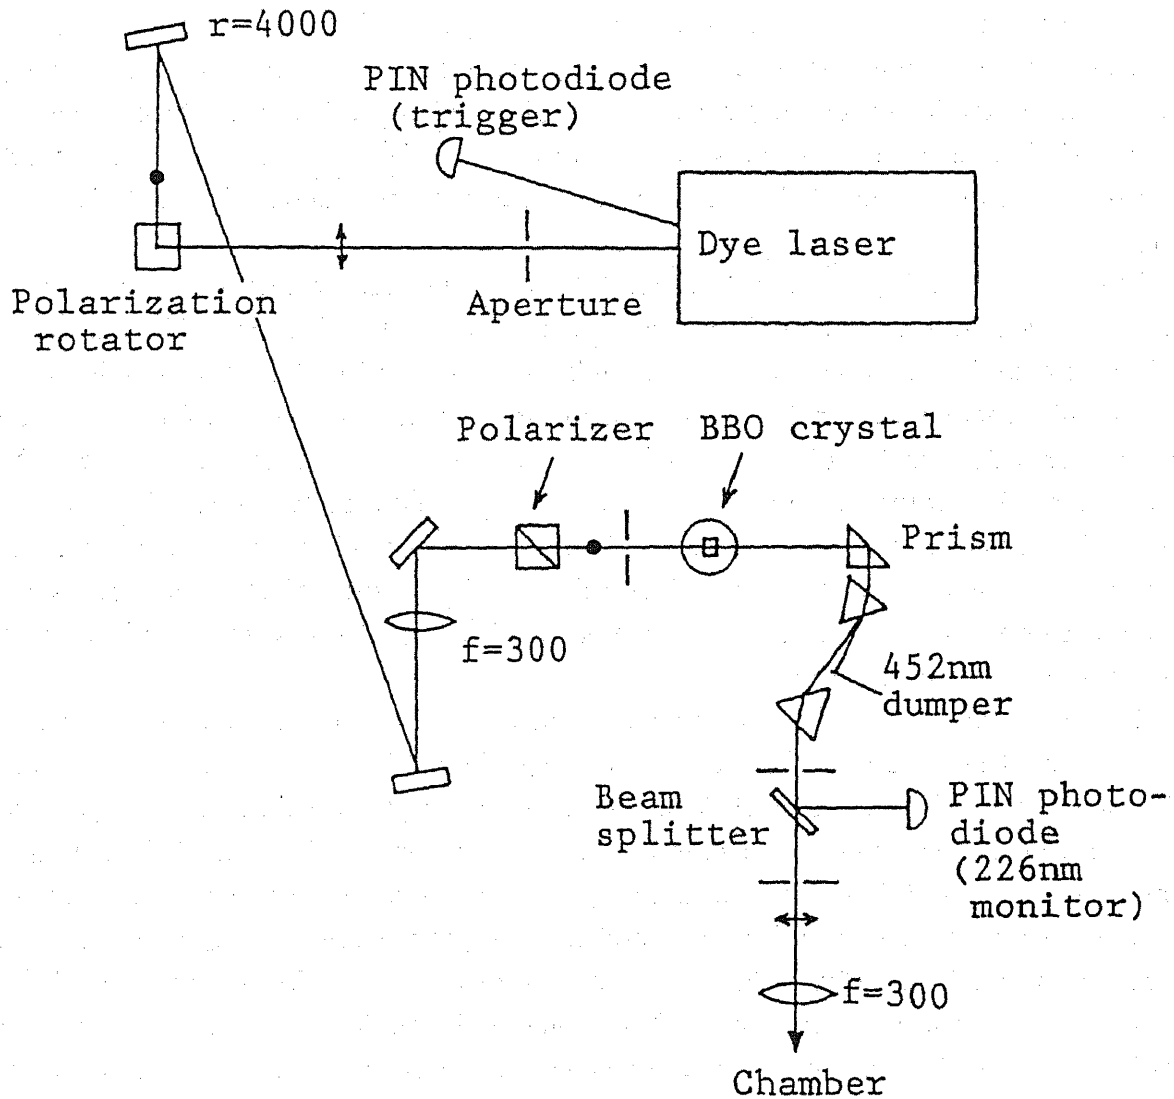 r=4000
PIN photodiode
(trigger)
Dye laser
Polarization
rotator
Aperture
Polarizer
BBO crystal
Prism
f=300
452nm
dumper
Beam
splitter
PIN photo-
diode
(226nm
monitor)
f=300
Chamber